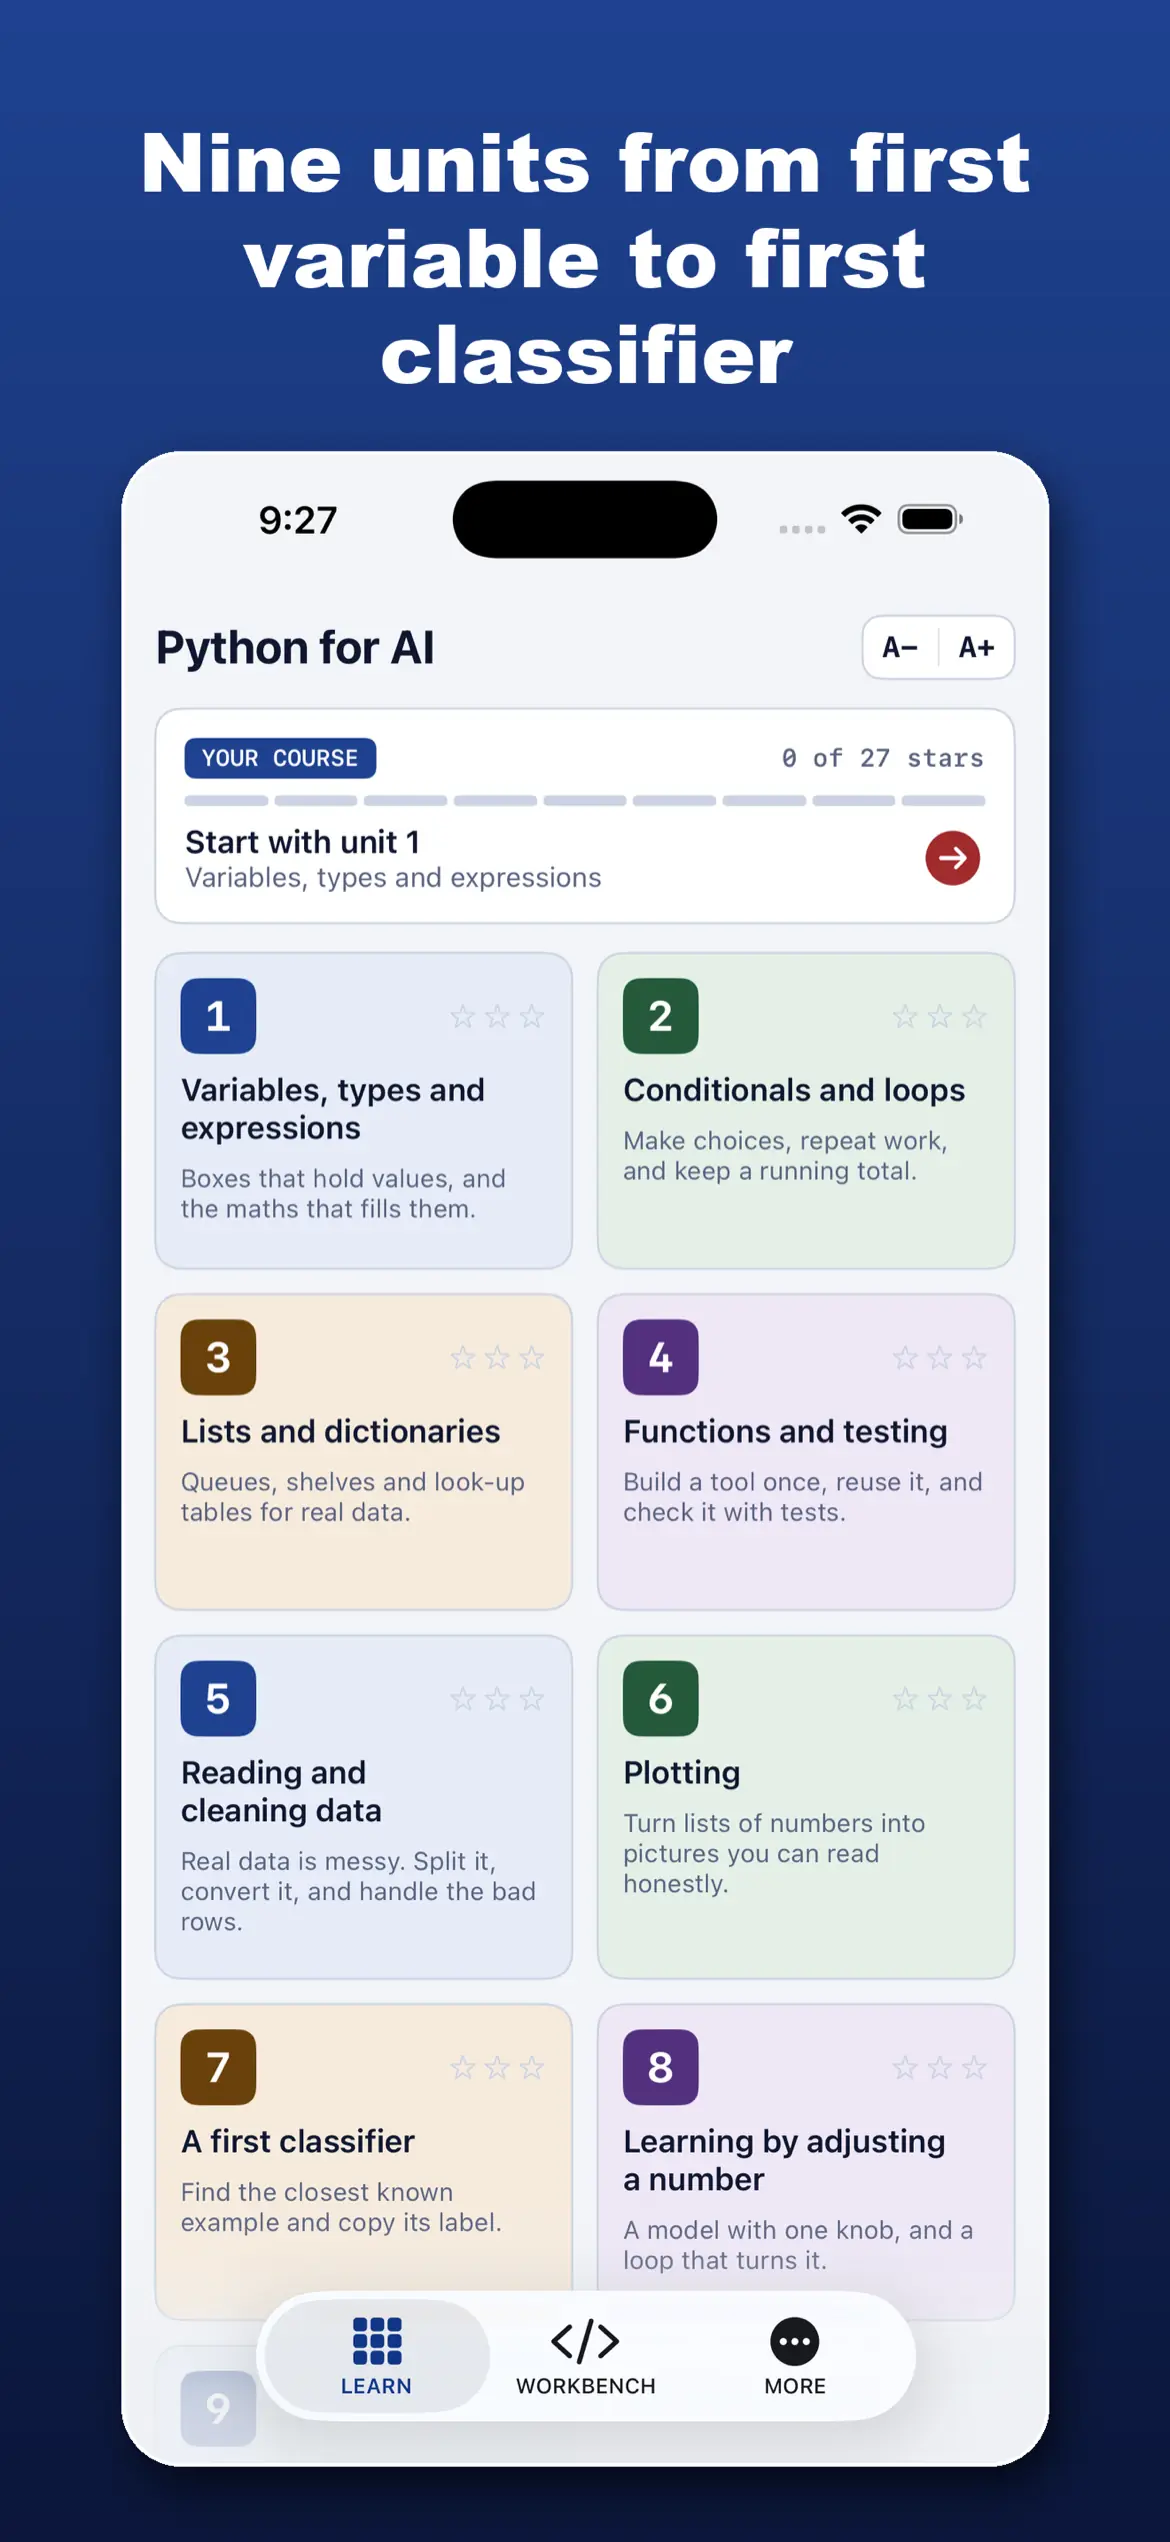 Nine units from first
variable to first
classifier
9:27
Python for AI
A− A+
YOUR COURSE
0 of 27 stars
Start with unit 1
Variables, types and expressions
1
Variables, types and
expressions
Boxes that hold values, and
the maths that fills them.
2
Conditionals and loops
Make choices, repeat work,
and keep a running total.
3
Lists and dictionaries
Queues, shelves and look-up
tables for real data.
4
Functions and testing
Build a tool once, reuse it, and
check it with tests.
5
Reading and
cleaning data
Real data is messy. Split it,
convert it, and handle the bad
rows.
6
Plotting
Turn lists of numbers into
pictures you can read
honestly.
7
A first classifier
Find the closest known
example and copy its label.
8
Learning by adjusting
a number
A model with one knob, and a
loop that turns it.
9
LEARN
WORKBENCH
MORE